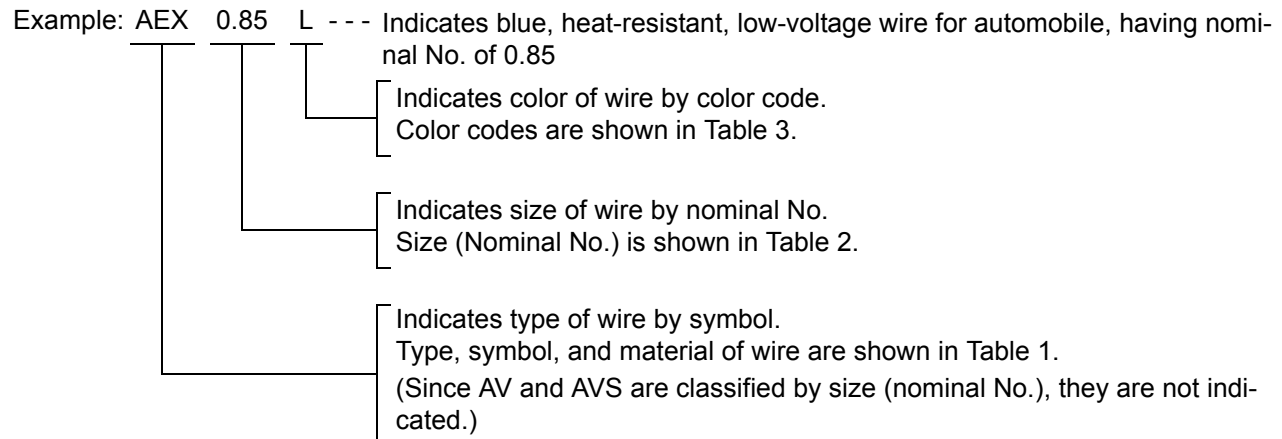 Example: AEX 0.85 L - - - Indicates blue, heat-resistant, low-voltage wire for automobile, having nomi-
nal No. of 0.85
Indicates color of wire by color code.
Color codes are shown in Table 3.
Indicates size of wire by nominal No.
Size (Nominal No.) is shown in Table 2.
Indicates type of wire by symbol.
Type, symbol, and material of wire are shown in Table 1.
(Since AV and AVS are classified by size (nominal No.), they are not indi-
cated.)